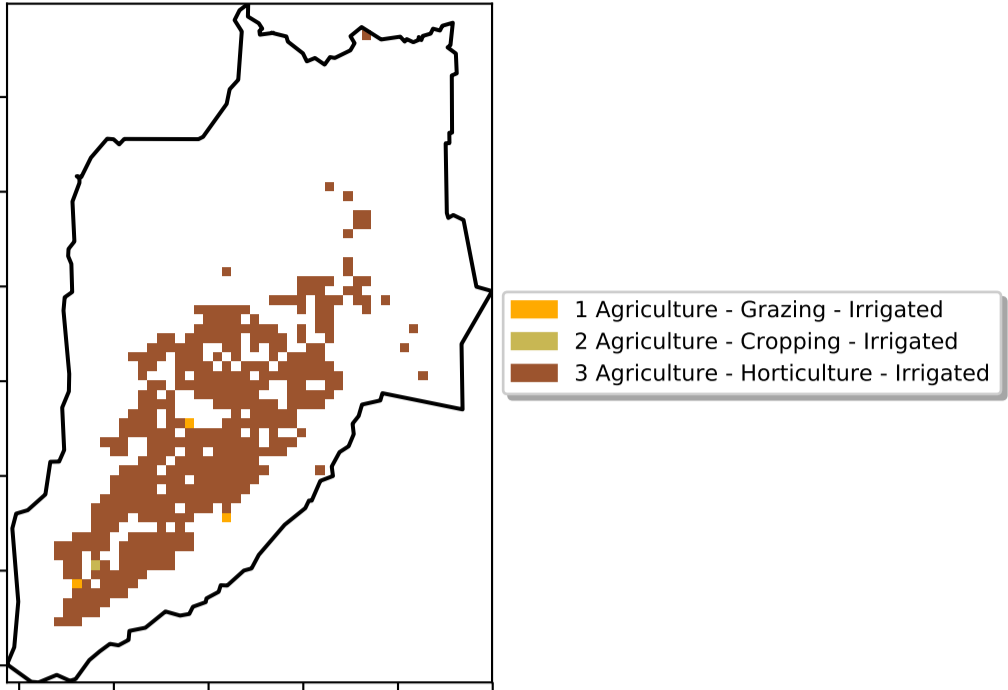 1 Agriculture - Grazing - Irrigated
2 Agriculture - Cropping - Irrigated
3 Agriculture - Horticulture - Irrigated